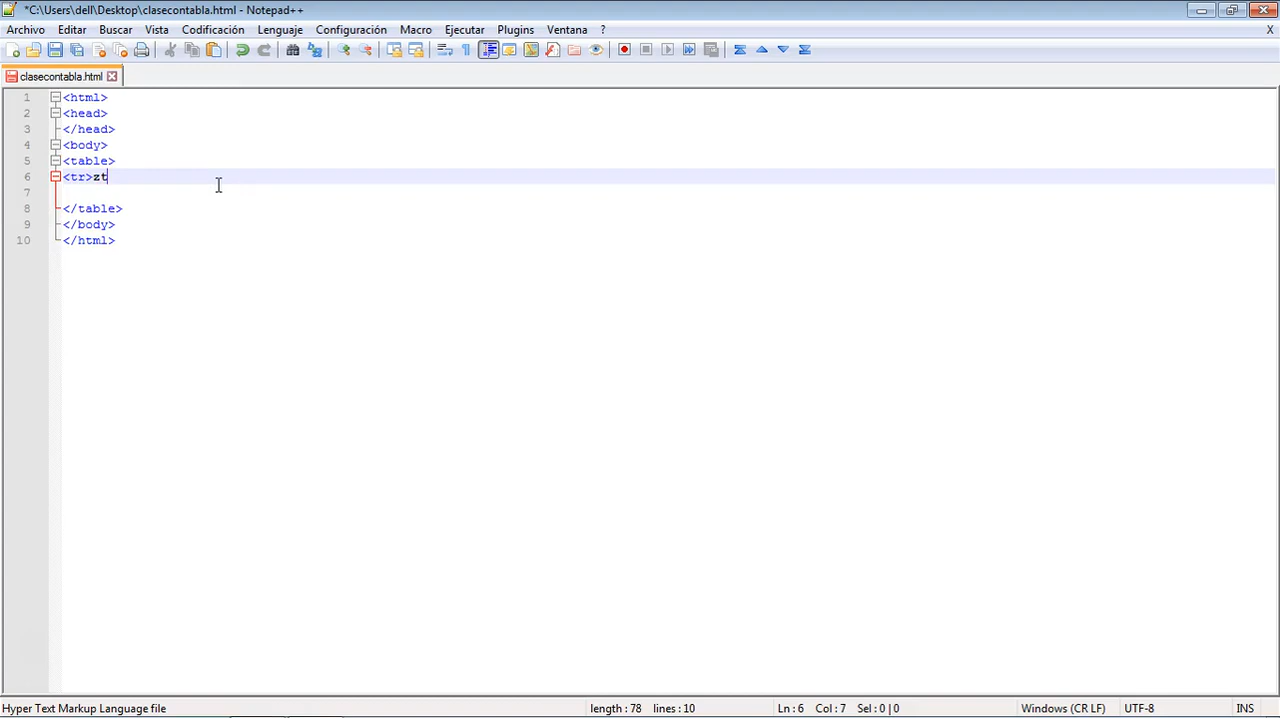 *C:\Users\dell\Desktop\clasecontabla.html - Notepad++
Archivo Editar Buscar Vista Codificación Lenguaje Configuración Macro Ejecutar Plugins Ventana ? X
clasecontabla.html
1 <html>
2 <head>
3 </head>
4 <body>
5 <table>
6 <tr>zt
7
8 </table>
9 </body>
10 </html>
Hyper Text Markup Language file length : 78 lines : 10 Ln : 6 Col : 7 Sel : 0 | 0 Windows (CR LF) UTF-8 INS